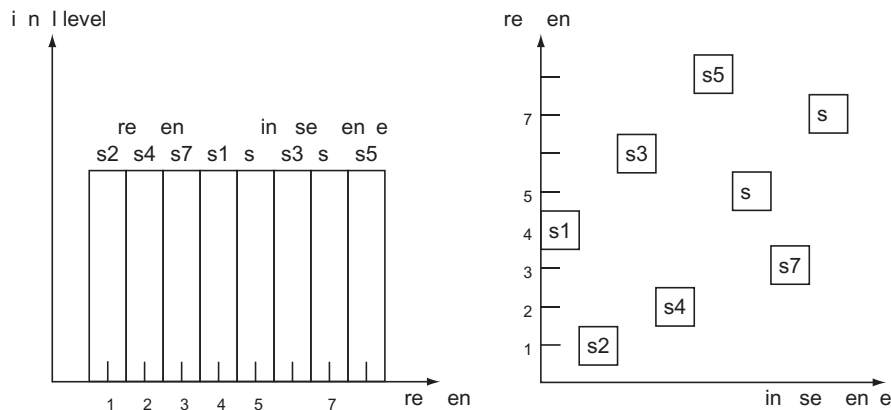 i n l level
re en in se en e
s2 s4 s7 s1 s s3 s s5
1 2 3 4 5 7
re en
re en
s5
7 s
s3
5 s
4 s1
3 s7
2 s4
1 s2
in se en e